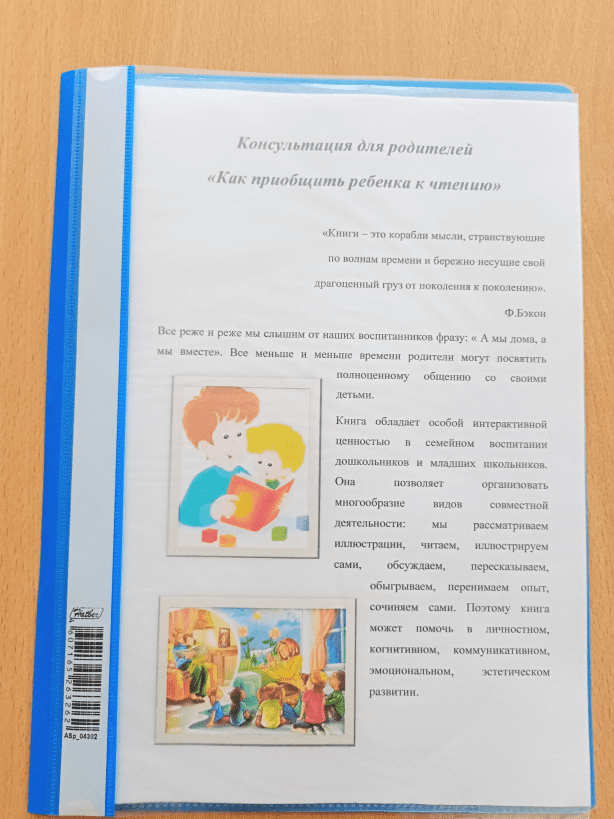 Консультация для родителей
«Как приобщить ребенка к чтению»
«Книги – это корабли мысли, странствующие
по волнам времени и бережно несущие свой
драгоценный груз от поколения к поколению».
Ф.Бэкон
Все реже и реже мы слышим от наших воспитанников фразу: « А мы дома, а
мы вместе». Все меньше и меньше времени родители могут посвятить
полноценному общению со своими
детьми.
Книга обладает особой интерактивной
ценностью в семейном воспитании
дошкольников и младших школьников.
Она позволяет организовать
многообразие видов совместной
деятельности: мы рассматриваем
иллюстрации, читаем, иллюстрируем
сами, обсуждаем, пересказываем,
обыгрываем, перенимаем опыт,
сочиняем сами. Поэтому книга
может помочь в личностном,
когнитивном, коммуникативном,
эмоциональном, эстетическом
развитии.
Hatber
4 607165 263262
ASp_04302